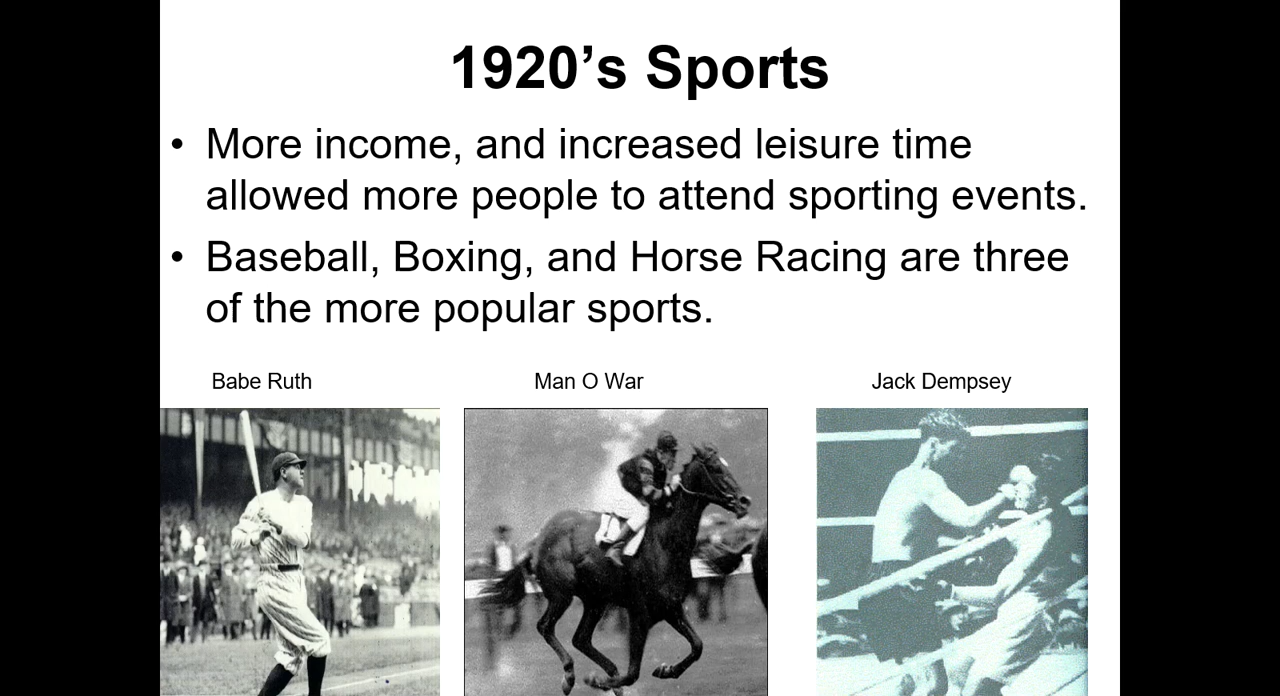 1920’s Sports
• More income, and increased leisure time
allowed more people to attend sporting events.
• Baseball, Boxing, and Horse Racing are three
of the more popular sports.
Babe Ruth
Man O War
Jack Dempsey